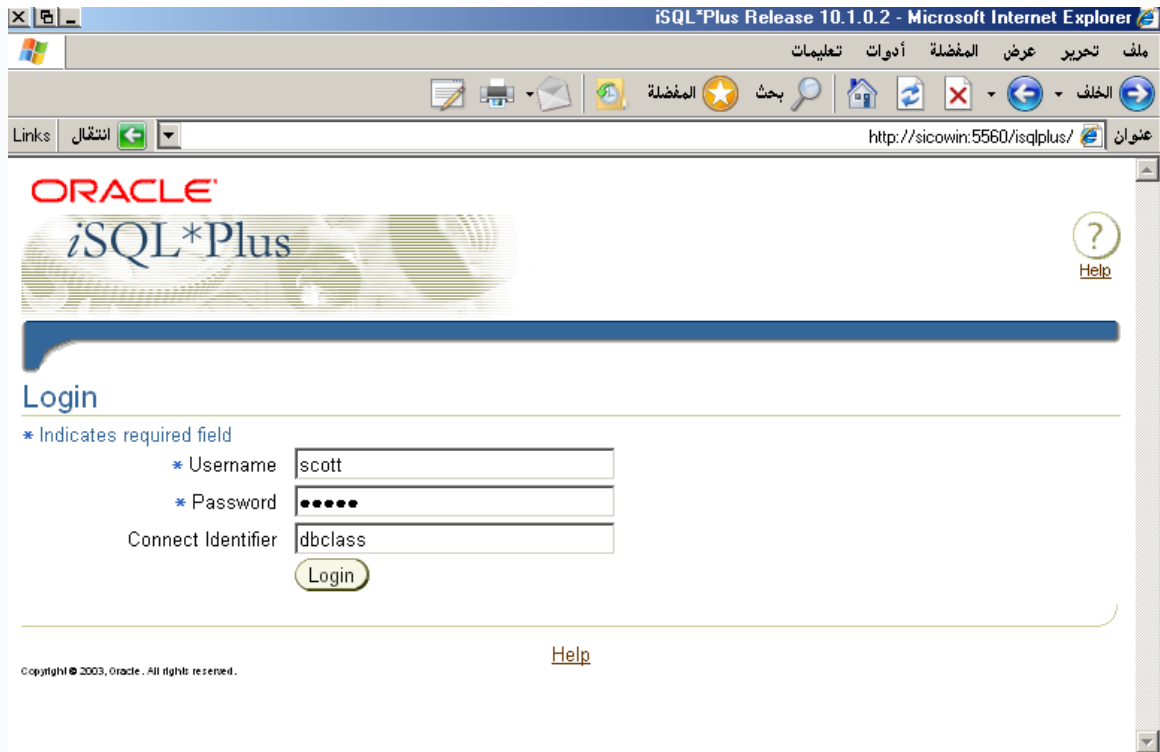 iSQL*Plus Release 10.1.0.2 - Microsoft Internet Explorer
ملف تحرير عرض المفضلة أدوات تعليمات
الخلف بحث المفضلة
عنوان http://sicowin:5560/isqlplus/ انتقال Links
ORACLE
iSQL*Plus
?
Help
Login
* Indicates required field
* Username scott
* Password •••••
Connect Identifier dbclass
Login
Help
Copyright © 2003, Oracle. All rights reserved.